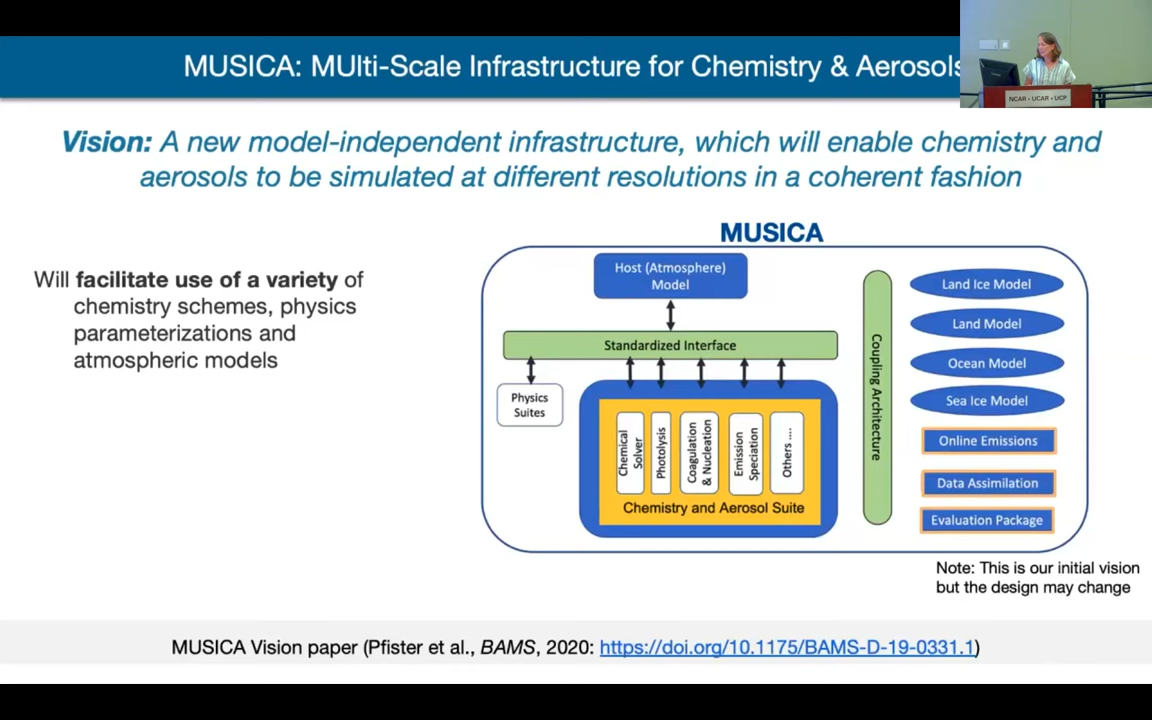 MUSICA: MUlti-Scale Infrastructure for Chemistry & Aerosols
NCAR • UCAR • UCP
Vision: A new model-independent infrastructure, which will enable chemistry and
aerosols to be simulated at different resolutions in a coherent fashion
Will facilitate use of a variety of
chemistry schemes, physics
parameterizations and
atmospheric models
MUSICA
Host (Atmosphere)
Model
Standardized Interface
Physics
Suites
Chemical
Solver
Photolysis
Coagulation
& Nucleation
Emission
Speciation
Others ....
Chemistry and Aerosol Suite
Coupling Architecture
Land Ice Model
Land Model
Ocean Model
Sea Ice Model
Online Emissions
Data Assimilation
Evaluation Package
Note: This is our initial vision
but the design may change
MUSICA Vision paper (Pfister et al., BAMS, 2020: https://doi.org/10.1175/BAMS-D-19-0331.1)